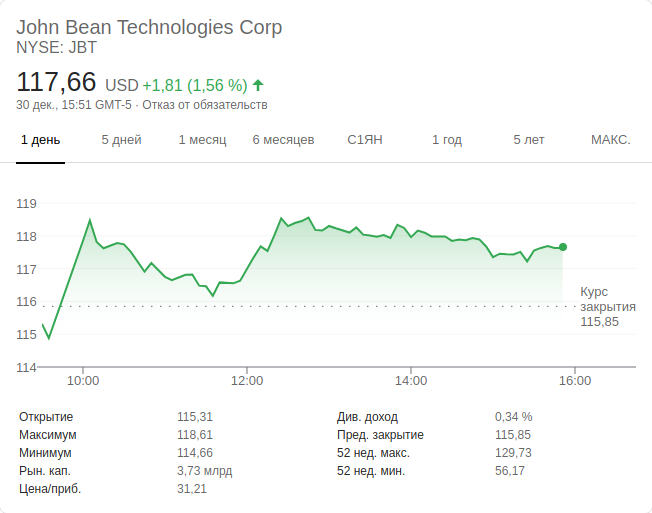 John Bean Technologies Corp
NYSE: JBT
117,66 USD +1,81 (1,56 %)
30 дек., 15:51 GMT-5 · Отказ от обязательств
1 день 5 дней 1 месяц 6 месяцев С1ЯН 1 год 5 лет МАКС.
119
118
117
116
115
114
Курс
закрытия
115,85
10:00 12:00 14:00 16:00
Открытие 115,31 Див. доход 0,34 %
Максимум 118,61 Пред. закрытие 115,85
Минимум 114,66 52 нед. макс. 129,73
Рын. кап. 3,73 млрд 52 нед. мин. 56,17
Цена/приб. 31,21